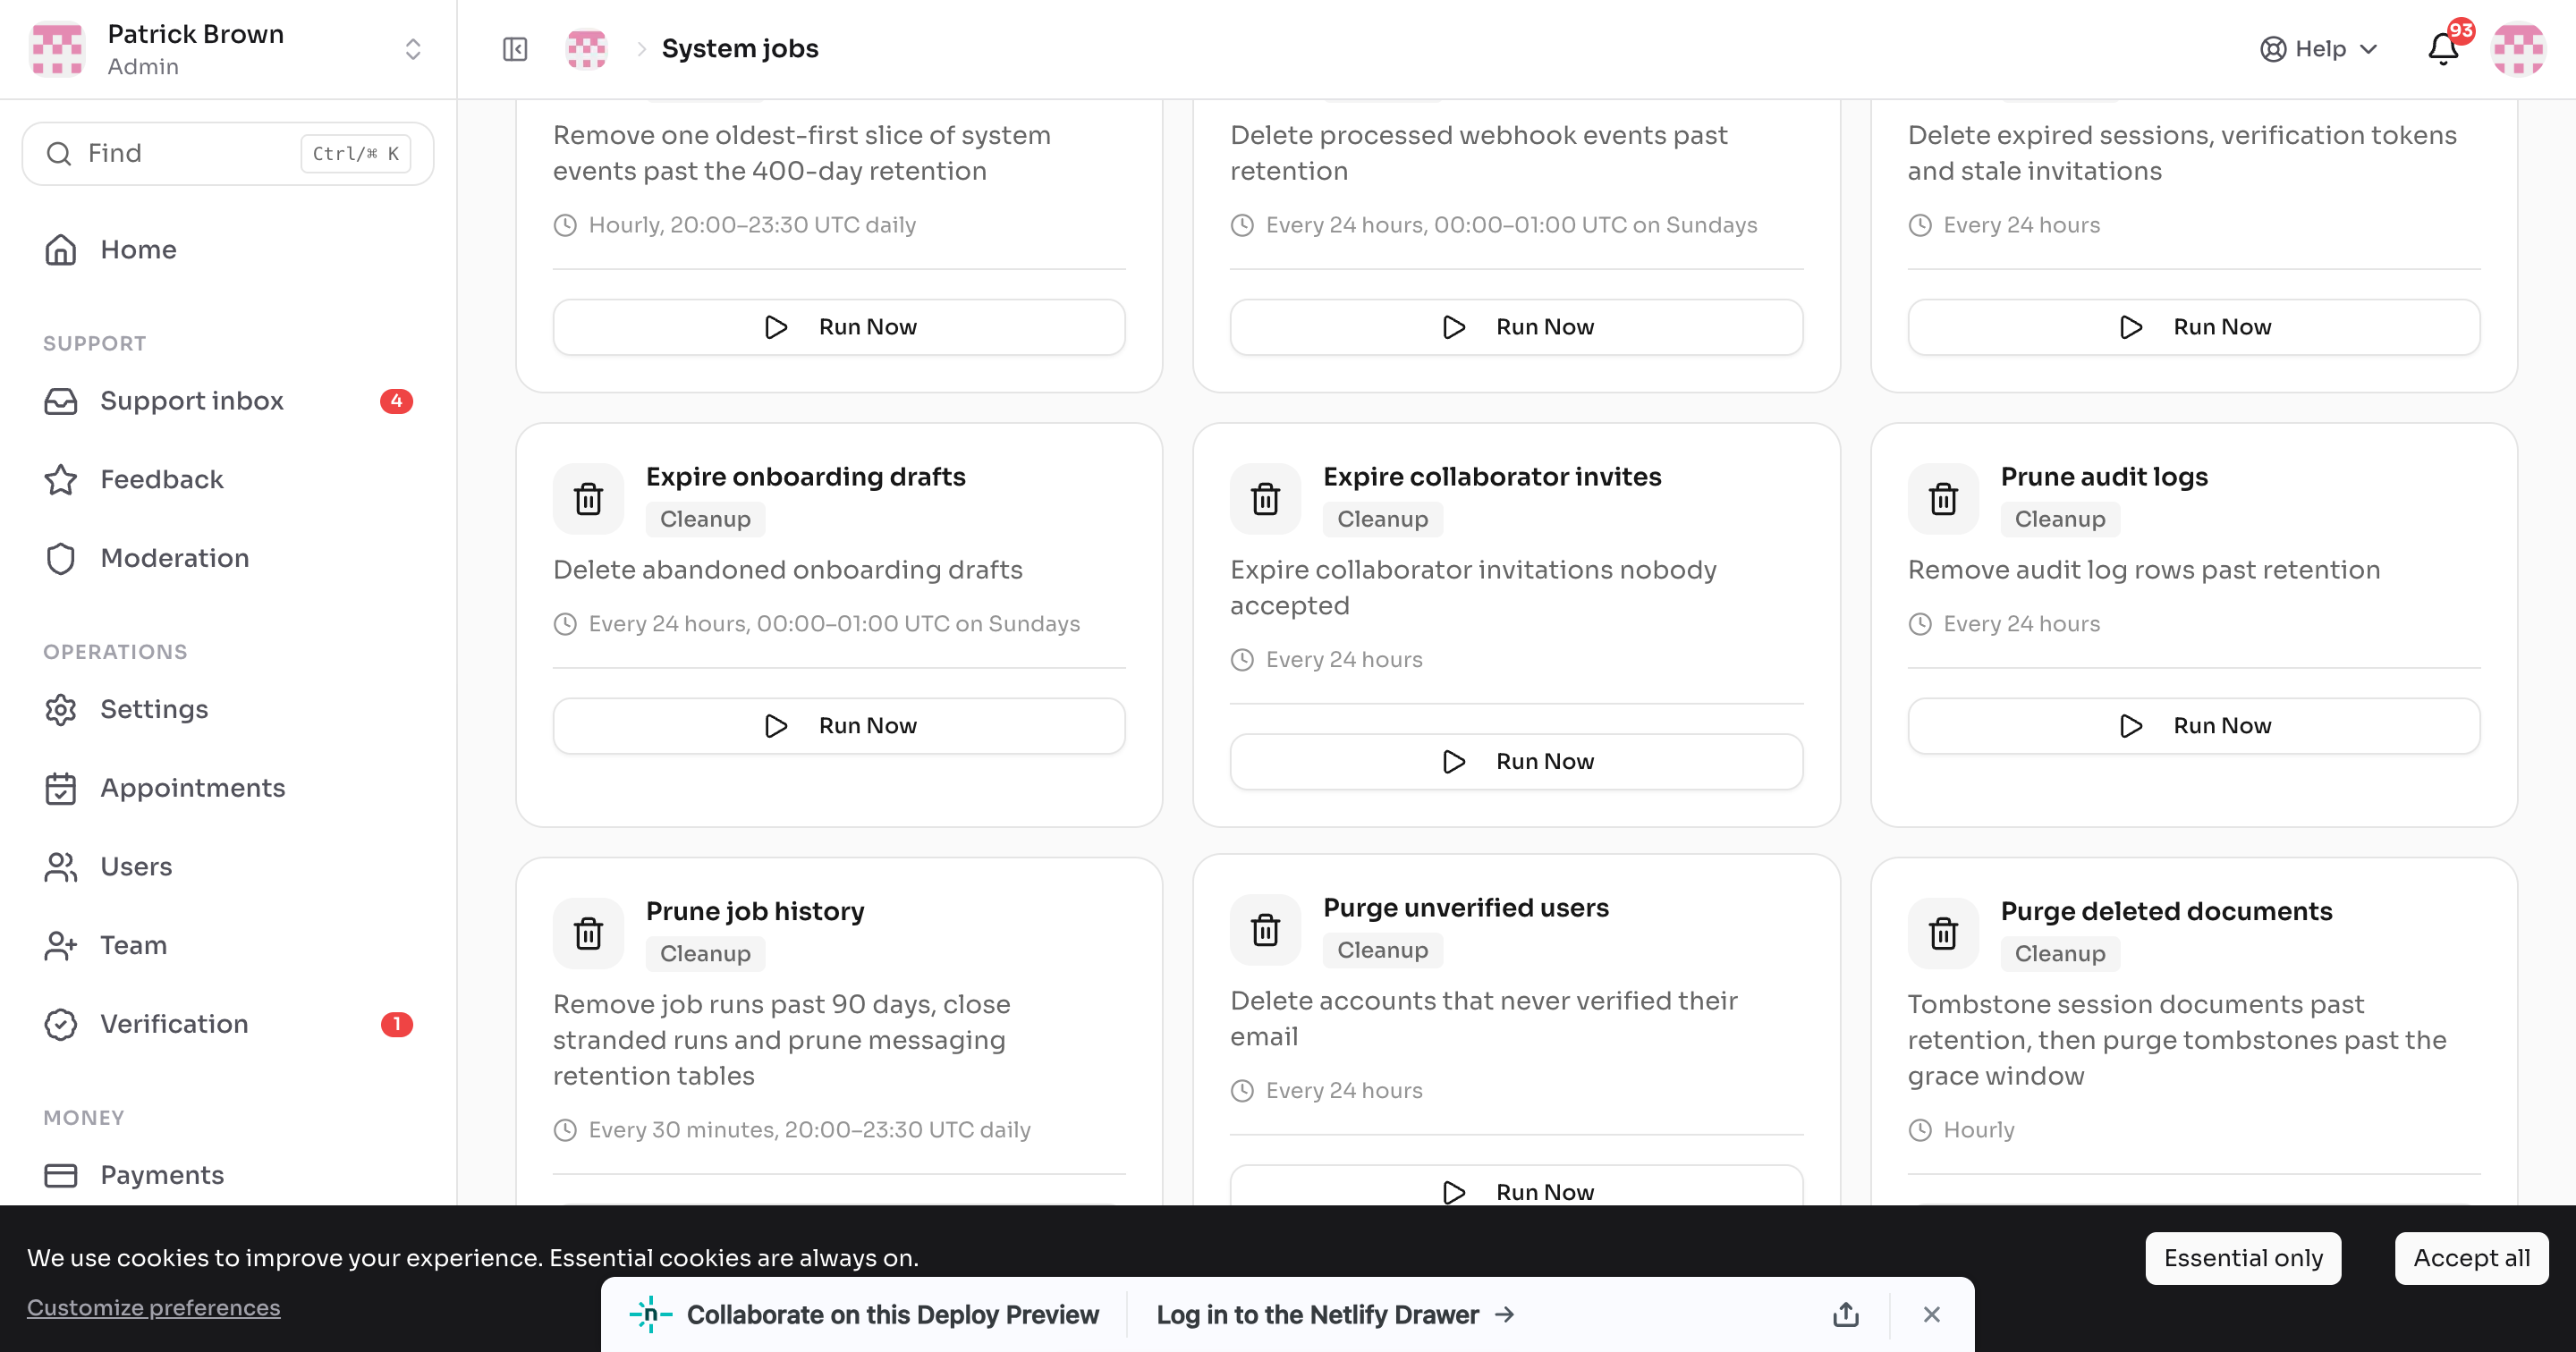 Patrick Brown
Admin
System jobs
Help
93
Find
Ctrl/⌘ K
Home
SUPPORT
Support inbox
4
Feedback
Moderation
OPERATIONS
Settings
Appointments
Users
Team
Verification
1
MONEY
Payments
Remove one oldest-first slice of system
events past the 400-day retention
Hourly, 20:00–23:30 UTC daily
Run Now
Delete processed webhook events past
retention
Every 24 hours, 00:00–01:00 UTC on Sundays
Run Now
Delete expired sessions, verification tokens
and stale invitations
Every 24 hours
Run Now
Expire onboarding drafts
Cleanup
Delete abandoned onboarding drafts
Every 24 hours, 00:00–01:00 UTC on Sundays
Run Now
Expire collaborator invites
Cleanup
Expire collaborator invitations nobody
accepted
Every 24 hours
Run Now
Prune audit logs
Cleanup
Remove audit log rows past retention
Every 24 hours
Run Now
Prune job history
Cleanup
Remove job runs past 90 days, close
stranded runs and prune messaging
retention tables
Every 30 minutes, 20:00–23:30 UTC daily
Purge unverified users
Cleanup
Delete accounts that never verified their
email
Every 24 hours
Run Now
Purge deleted documents
Cleanup
Tombstone session documents past
retention, then purge tombstones past the
grace window
Hourly
We use cookies to improve your experience. Essential cookies are always on.
Customize preferences
Essential only
Accept all
Collaborate on this Deploy Preview
Log in to the Netlify Drawer →